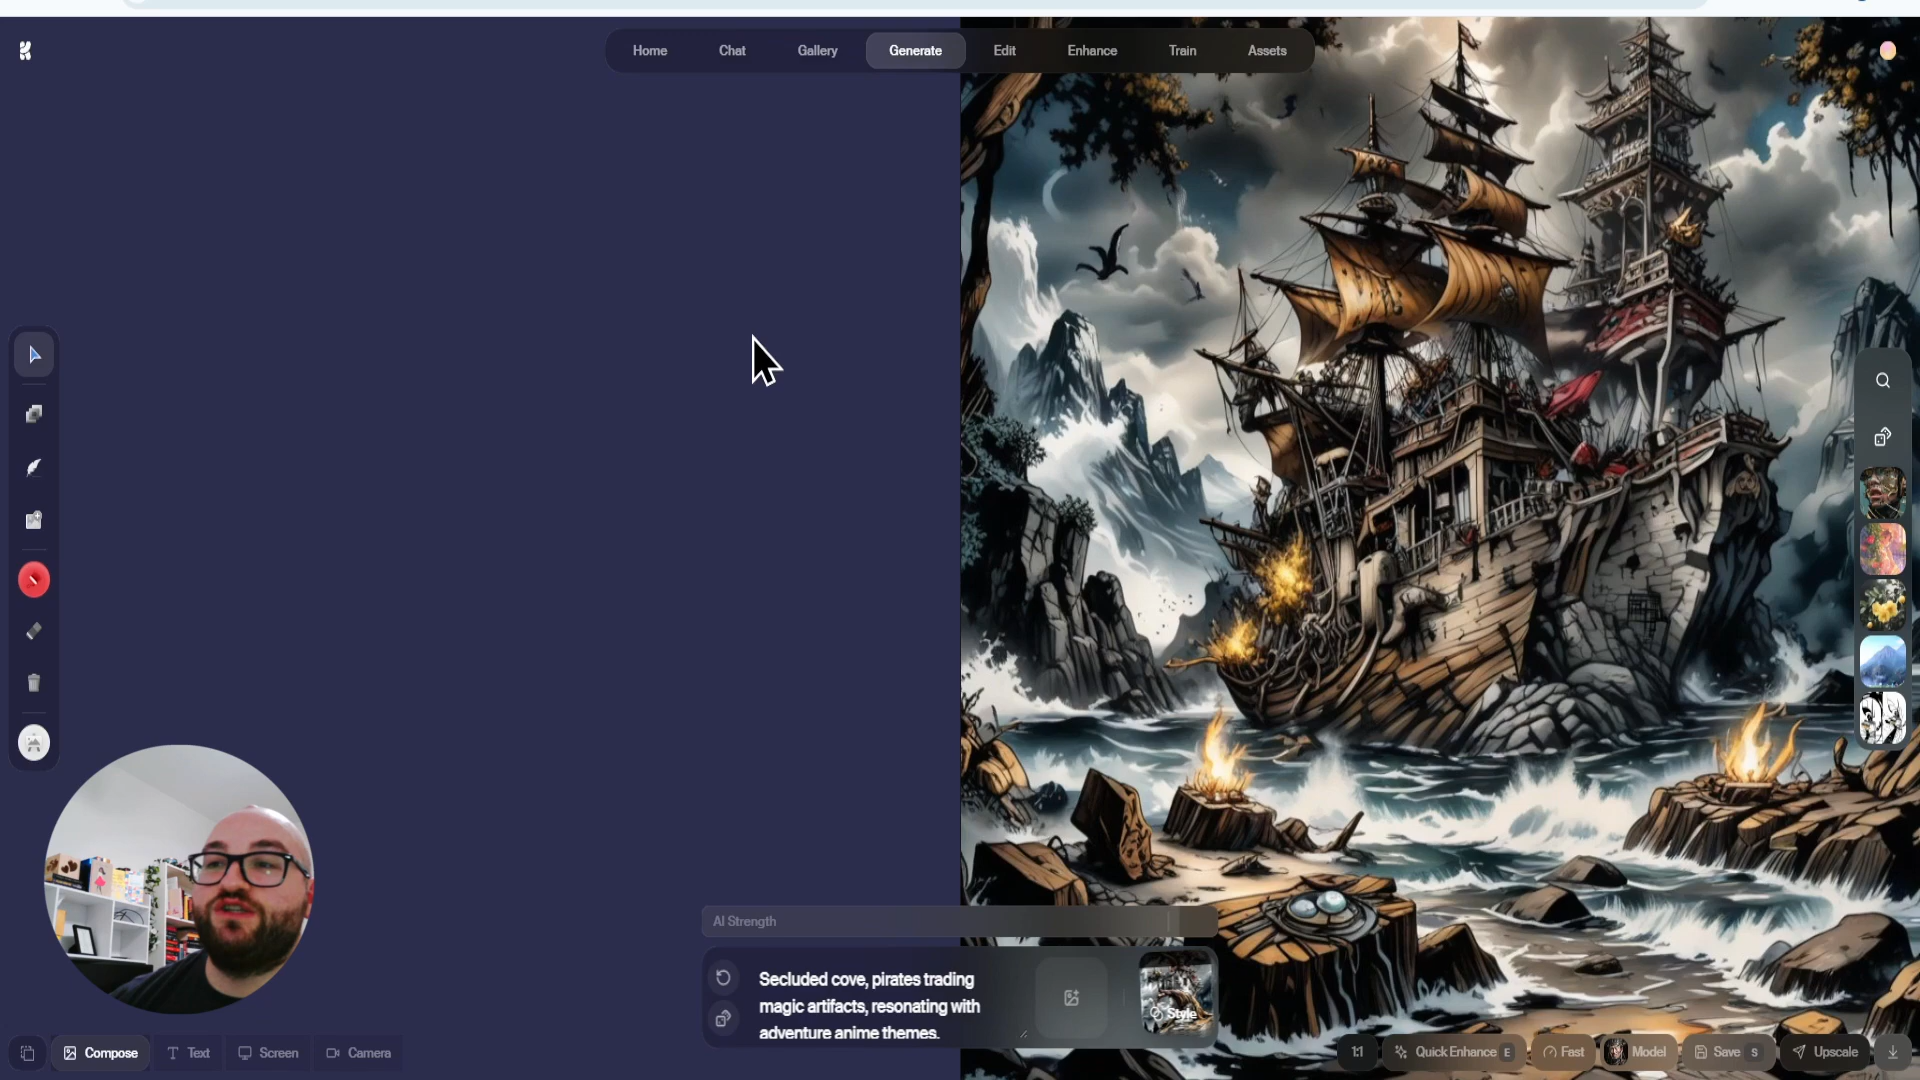 Home Chat Gallery Generate Edit Enhance Train Assets
AI Strength
Secluded cove, pirates trading
magic artifacts, resonating with
adventure anime themes.
Style
Compose Text Screen Camera
1:1 Quick Enhance E Fast Model Save S Upscale